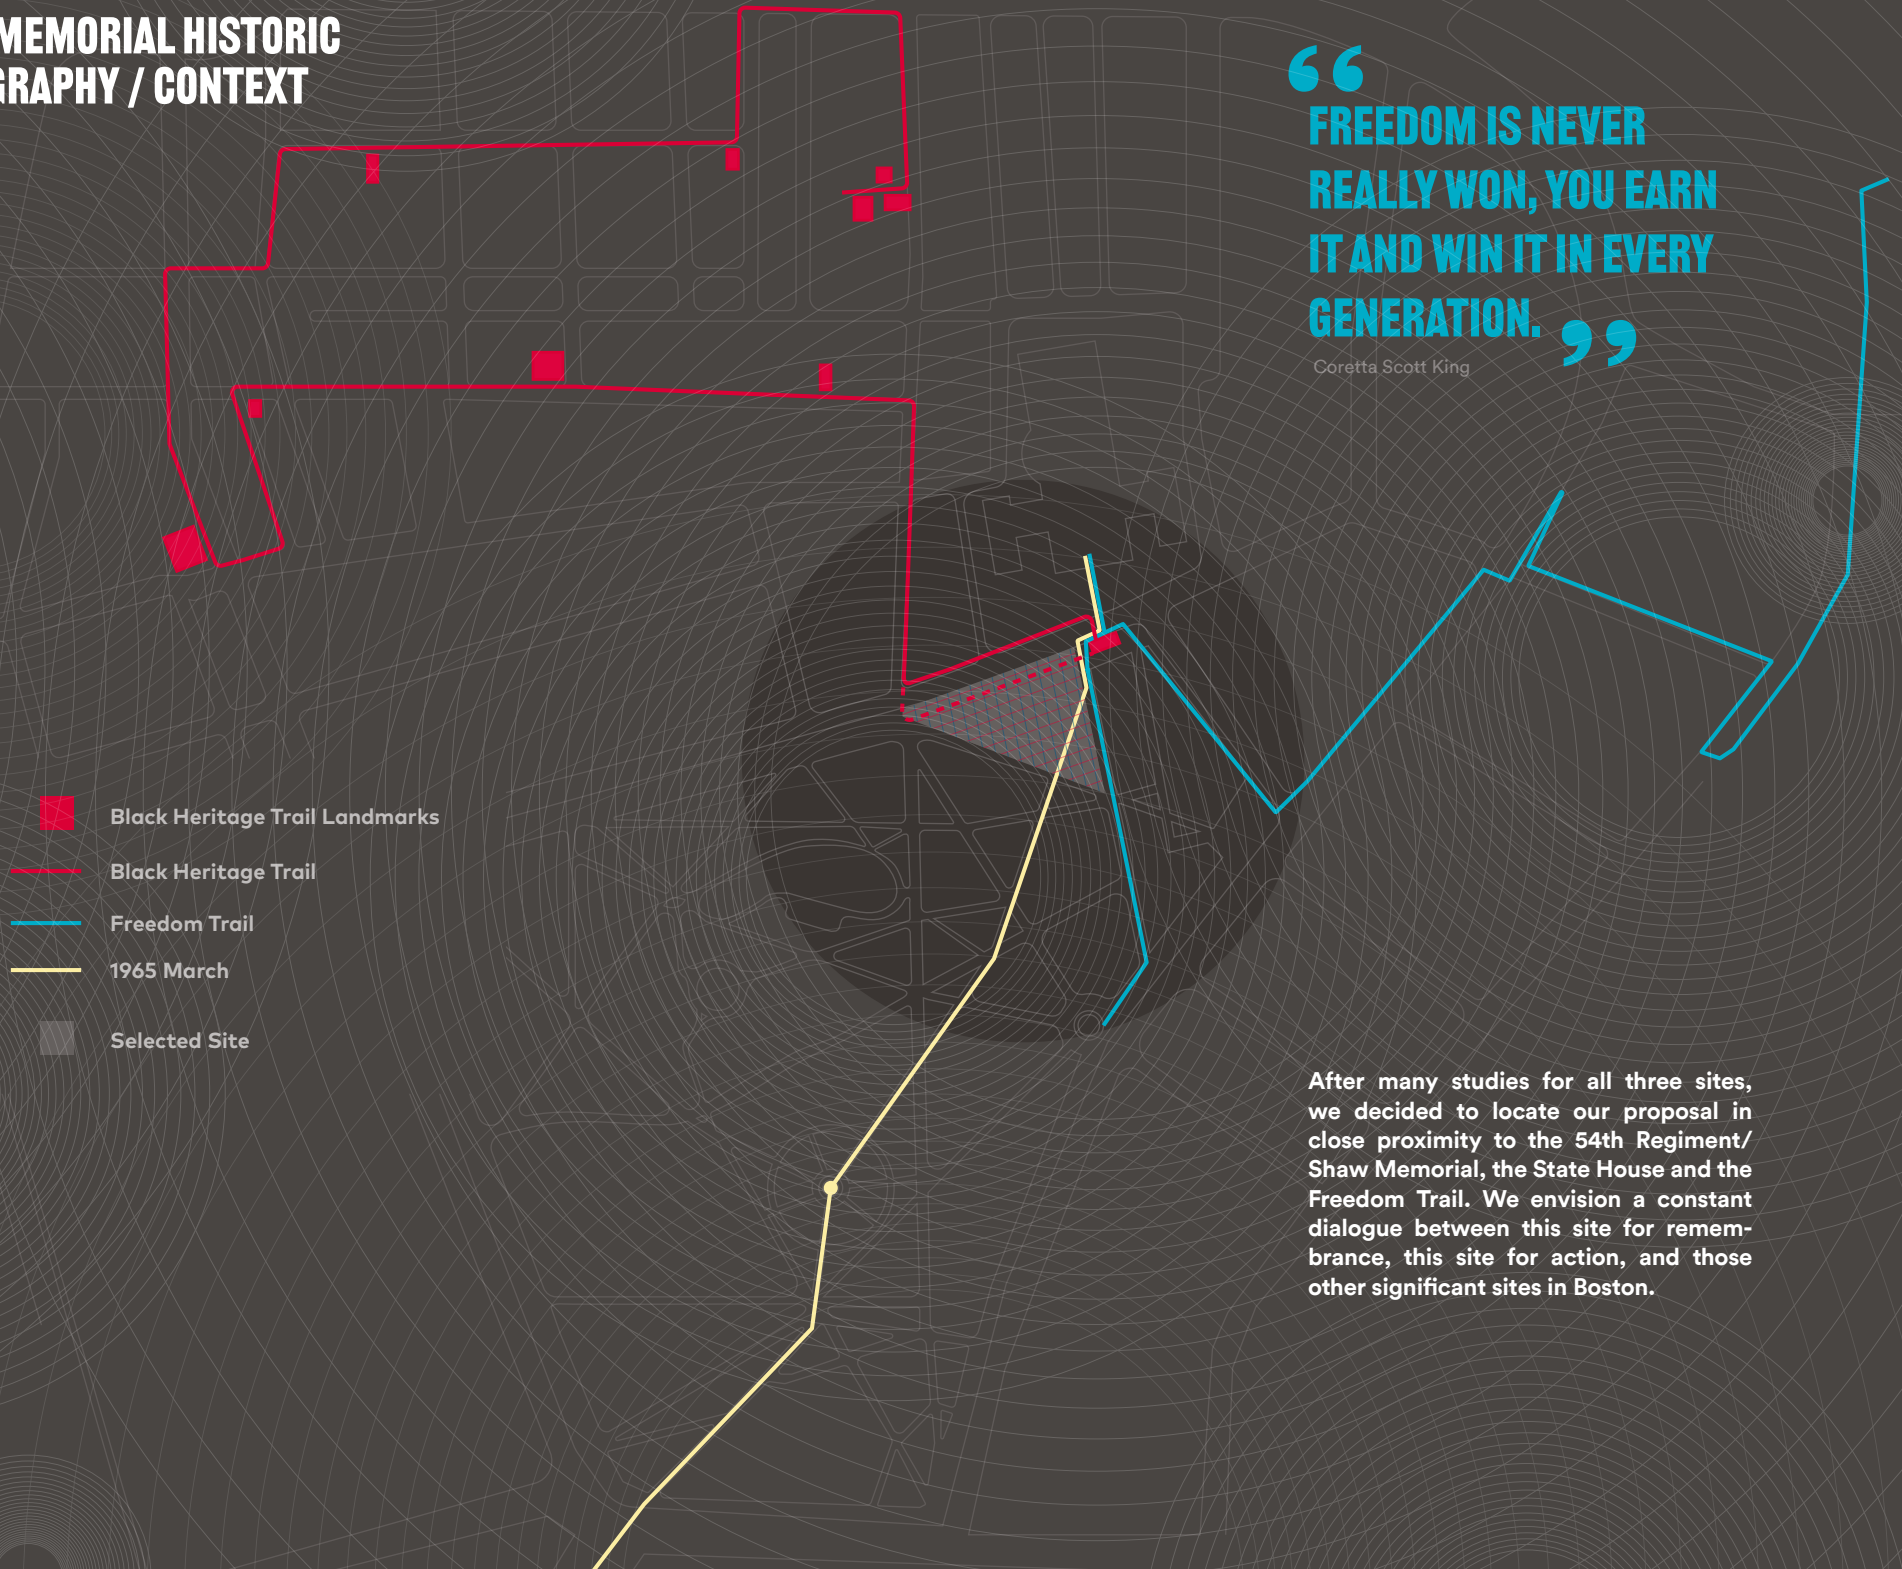 MEMORIAL HISTORIC
GRAPHY / CONTEXT
“
FREEDOM IS NEVER
REALLY WON, YOU EARN
IT AND WIN IT IN EVERY
GENERATION.
”
Coretta Scott King
Black Heritage Trail Landmarks
Black Heritage Trail
Freedom Trail
1965 March
Selected Site
After many studies for all three sites,
we decided to locate our proposal in
close proximity to the 54th Regiment/
Shaw Memorial, the State House and the
Freedom Trail. We envision a constant
dialogue between this site for remem-
brance, this site for action, and those
other significant sites in Boston.